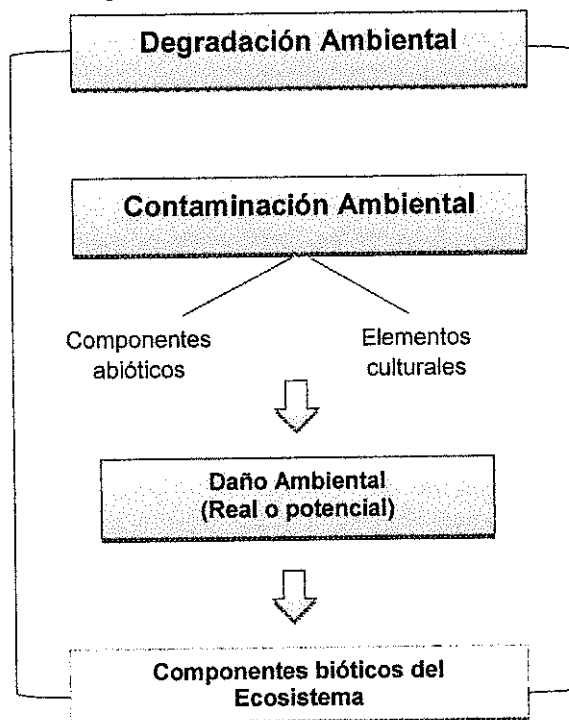 Degradación Ambiental
Contaminación Ambiental
Componentes
abióticos
Elementos
culturales
Daño Ambiental
(Real o potencial)
Componentes bióticos del
Ecosistema